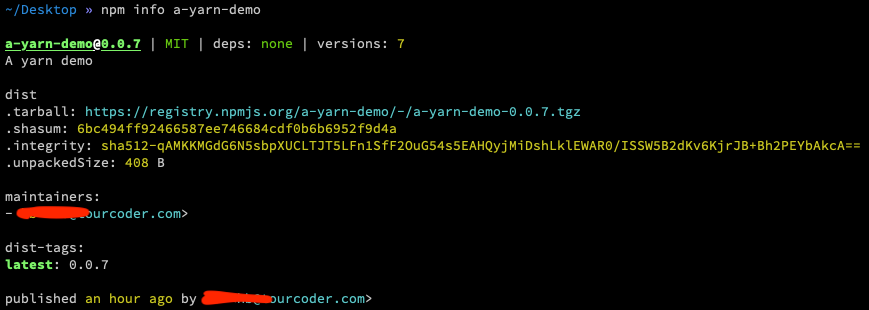 ~/Desktop » npm info a-yarn-demo
a-yarn-demo@0.0.7 | MIT | deps: none | versions: 7
A yarn demo
dist
.tarball: https://registry.npmjs.org/a-yarn-demo/-/a-yarn-demo-0.0.7.tgz
.shasum: 6bc494ff92466587ee746684cdf0b6b6952f9d4a
.integrity: sha512-qAMKKMGdG6N5sbpXUCLTJT5LFn1SfF2OuG54s5EAHQyjMiDshLklEWAR0/ISSW5B2dKv6KjrJB+Bh2PEYbAkcA==
.unpackedSize: 408 B
maintainers:
- ourcoder.com>
dist-tags:
latest: 0.0.7
published an hour ago by ourcoder.com>